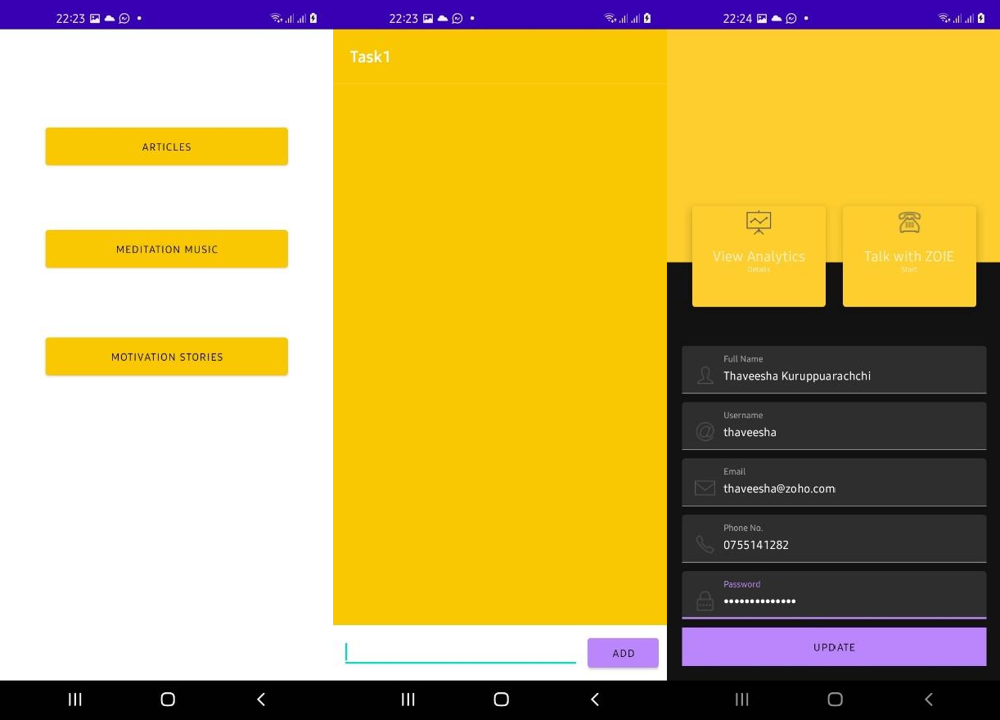 22:23
ARTICLES
MEDITATION MUSIC
MOTIVATION STORIES
22:23
Task1
ADD
22:24
View Analytics
Details
Talk with ZOIE
Start
Full Name
Thaveesha Kuruppuarachchi
Username
thaveesha
Email
thaveesha@zoho.com
Phone No.
0755141282
Password
••••••••••••••
UPDATE